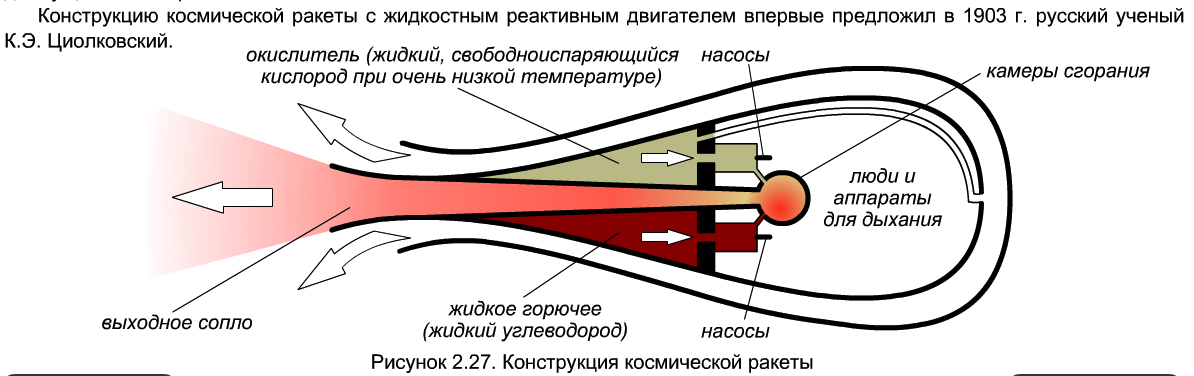 Конструкцию космической ракеты с жидкостным реактивным двигателем впервые предложил в 1903 г. русский ученый
К.Э. Циолковский.
окислитель (жидкий, свободноиспаряющийся
кислород при очень низкой температуре)
насосы
камеры сгорания
люди и
аппараты
для дыхания
выходное сопло
жидкое горючее
(жидкий углеводород)
насосы
Рисунок 2.27. Конструкция космической ракеты